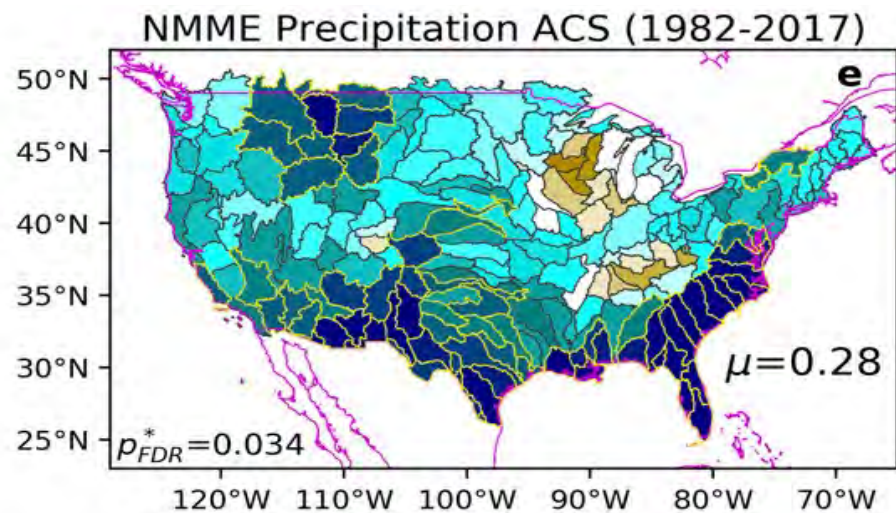 NMME Precipitation ACS (1982-2017)
50°N
e
45°N
40°N
35°N
30°N
μ=0.28
25°N
p*FDR=0.034
120°W 110°W 100°W 90°W 80°W 70°W